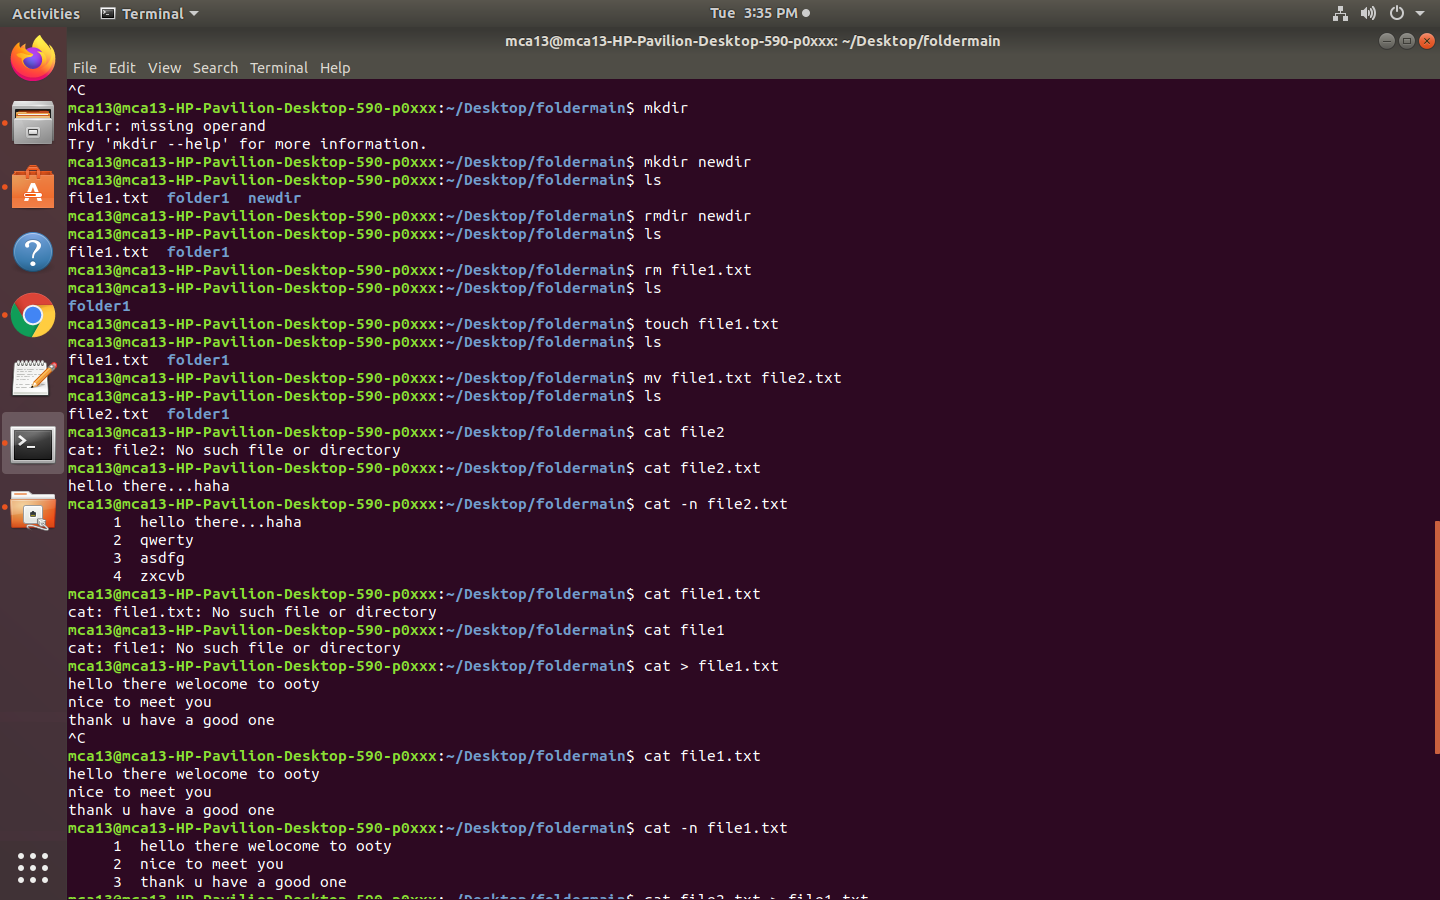 Activities Terminal Tue 3:35 PM
mca13@mca13-HP-Pavilion-Desktop-590-p0xxx: ~/Desktop/foldermain
File Edit View Search Terminal Help
^C
mca13@mca13-HP-Pavilion-Desktop-590-p0xxx:~/Desktop/foldermain$ mkdir
mkdir: missing operand
Try 'mkdir --help' for more information.
mca13@mca13-HP-Pavilion-Desktop-590-p0xxx:~/Desktop/foldermain$ mkdir newdir
mca13@mca13-HP-Pavilion-Desktop-590-p0xxx:~/Desktop/foldermain$ ls
file1.txt  folder1  newdir
mca13@mca13-HP-Pavilion-Desktop-590-p0xxx:~/Desktop/foldermain$ rmdir newdir
mca13@mca13-HP-Pavilion-Desktop-590-p0xxx:~/Desktop/foldermain$ ls
file1.txt  folder1
mca13@mca13-HP-Pavilion-Desktop-590-p0xxx:~/Desktop/foldermain$ rm file1.txt
mca13@mca13-HP-Pavilion-Desktop-590-p0xxx:~/Desktop/foldermain$ ls
folder1
mca13@mca13-HP-Pavilion-Desktop-590-p0xxx:~/Desktop/foldermain$ touch file1.txt
mca13@mca13-HP-Pavilion-Desktop-590-p0xxx:~/Desktop/foldermain$ ls
file1.txt  folder1
mca13@mca13-HP-Pavilion-Desktop-590-p0xxx:~/Desktop/foldermain$ mv file1.txt file2.txt
mca13@mca13-HP-Pavilion-Desktop-590-p0xxx:~/Desktop/foldermain$ ls
file2.txt  folder1
mca13@mca13-HP-Pavilion-Desktop-590-p0xxx:~/Desktop/foldermain$ cat file2
cat: file2: No such file or directory
mca13@mca13-HP-Pavilion-Desktop-590-p0xxx:~/Desktop/foldermain$ cat file2.txt
hello there...haha
mca13@mca13-HP-Pavilion-Desktop-590-p0xxx:~/Desktop/foldermain$ cat -n file2.txt
1  hello there...haha
2  qwerty
3  asdfg
4  zxcvb
mca13@mca13-HP-Pavilion-Desktop-590-p0xxx:~/Desktop/foldermain$ cat file1.txt
cat: file1.txt: No such file or directory
mca13@mca13-HP-Pavilion-Desktop-590-p0xxx:~/Desktop/foldermain$ cat file1
cat: file1: No such file or directory
mca13@mca13-HP-Pavilion-Desktop-590-p0xxx:~/Desktop/foldermain$ cat > file1.txt
hello there welocome to ooty
nice to meet you
thank u have a good one
^C
mca13@mca13-HP-Pavilion-Desktop-590-p0xxx:~/Desktop/foldermain$ cat file1.txt
hello there welocome to ooty
nice to meet you
thank u have a good one
mca13@mca13-HP-Pavilion-Desktop-590-p0xxx:~/Desktop/foldermain$ cat -n file1.txt
1  hello there welocome to ooty
2  nice to meet you
3  thank u have a good one
mca13@mca13-HP-Pavilion-Desktop-590-p0xxx:~/Desktop/foldermain$ cat file2.txt > file1.txt